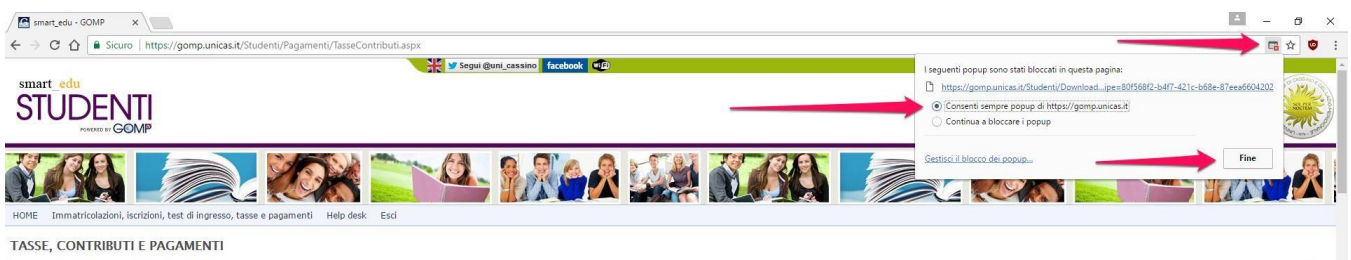 smart_edu - GOMP
Sicuro | https://gomp.unicas.it/Studenti/Pagamenti/TasseContributi.aspx
Segui @uni_cassino facebook WiFi
smart_edu
STUDENTI
POWERED BY GOMP
I seguenti popup sono stati bloccati in questa pagina:
https://gomp.unicas.it/Studenti/Download...ipe=80f568f2-b4f7-421c-b68e-87eea6604202
Consenti sempre popup di https://gomp.unicas.it
Continua a bloccare i popup
Gestisci il blocco dei popup...
Fine
HOME Immatricolazioni, iscrizioni, test di ingresso, tasse e pagamenti Help desk Esci
TASSE, CONTRIBUTI E PAGAMENTI